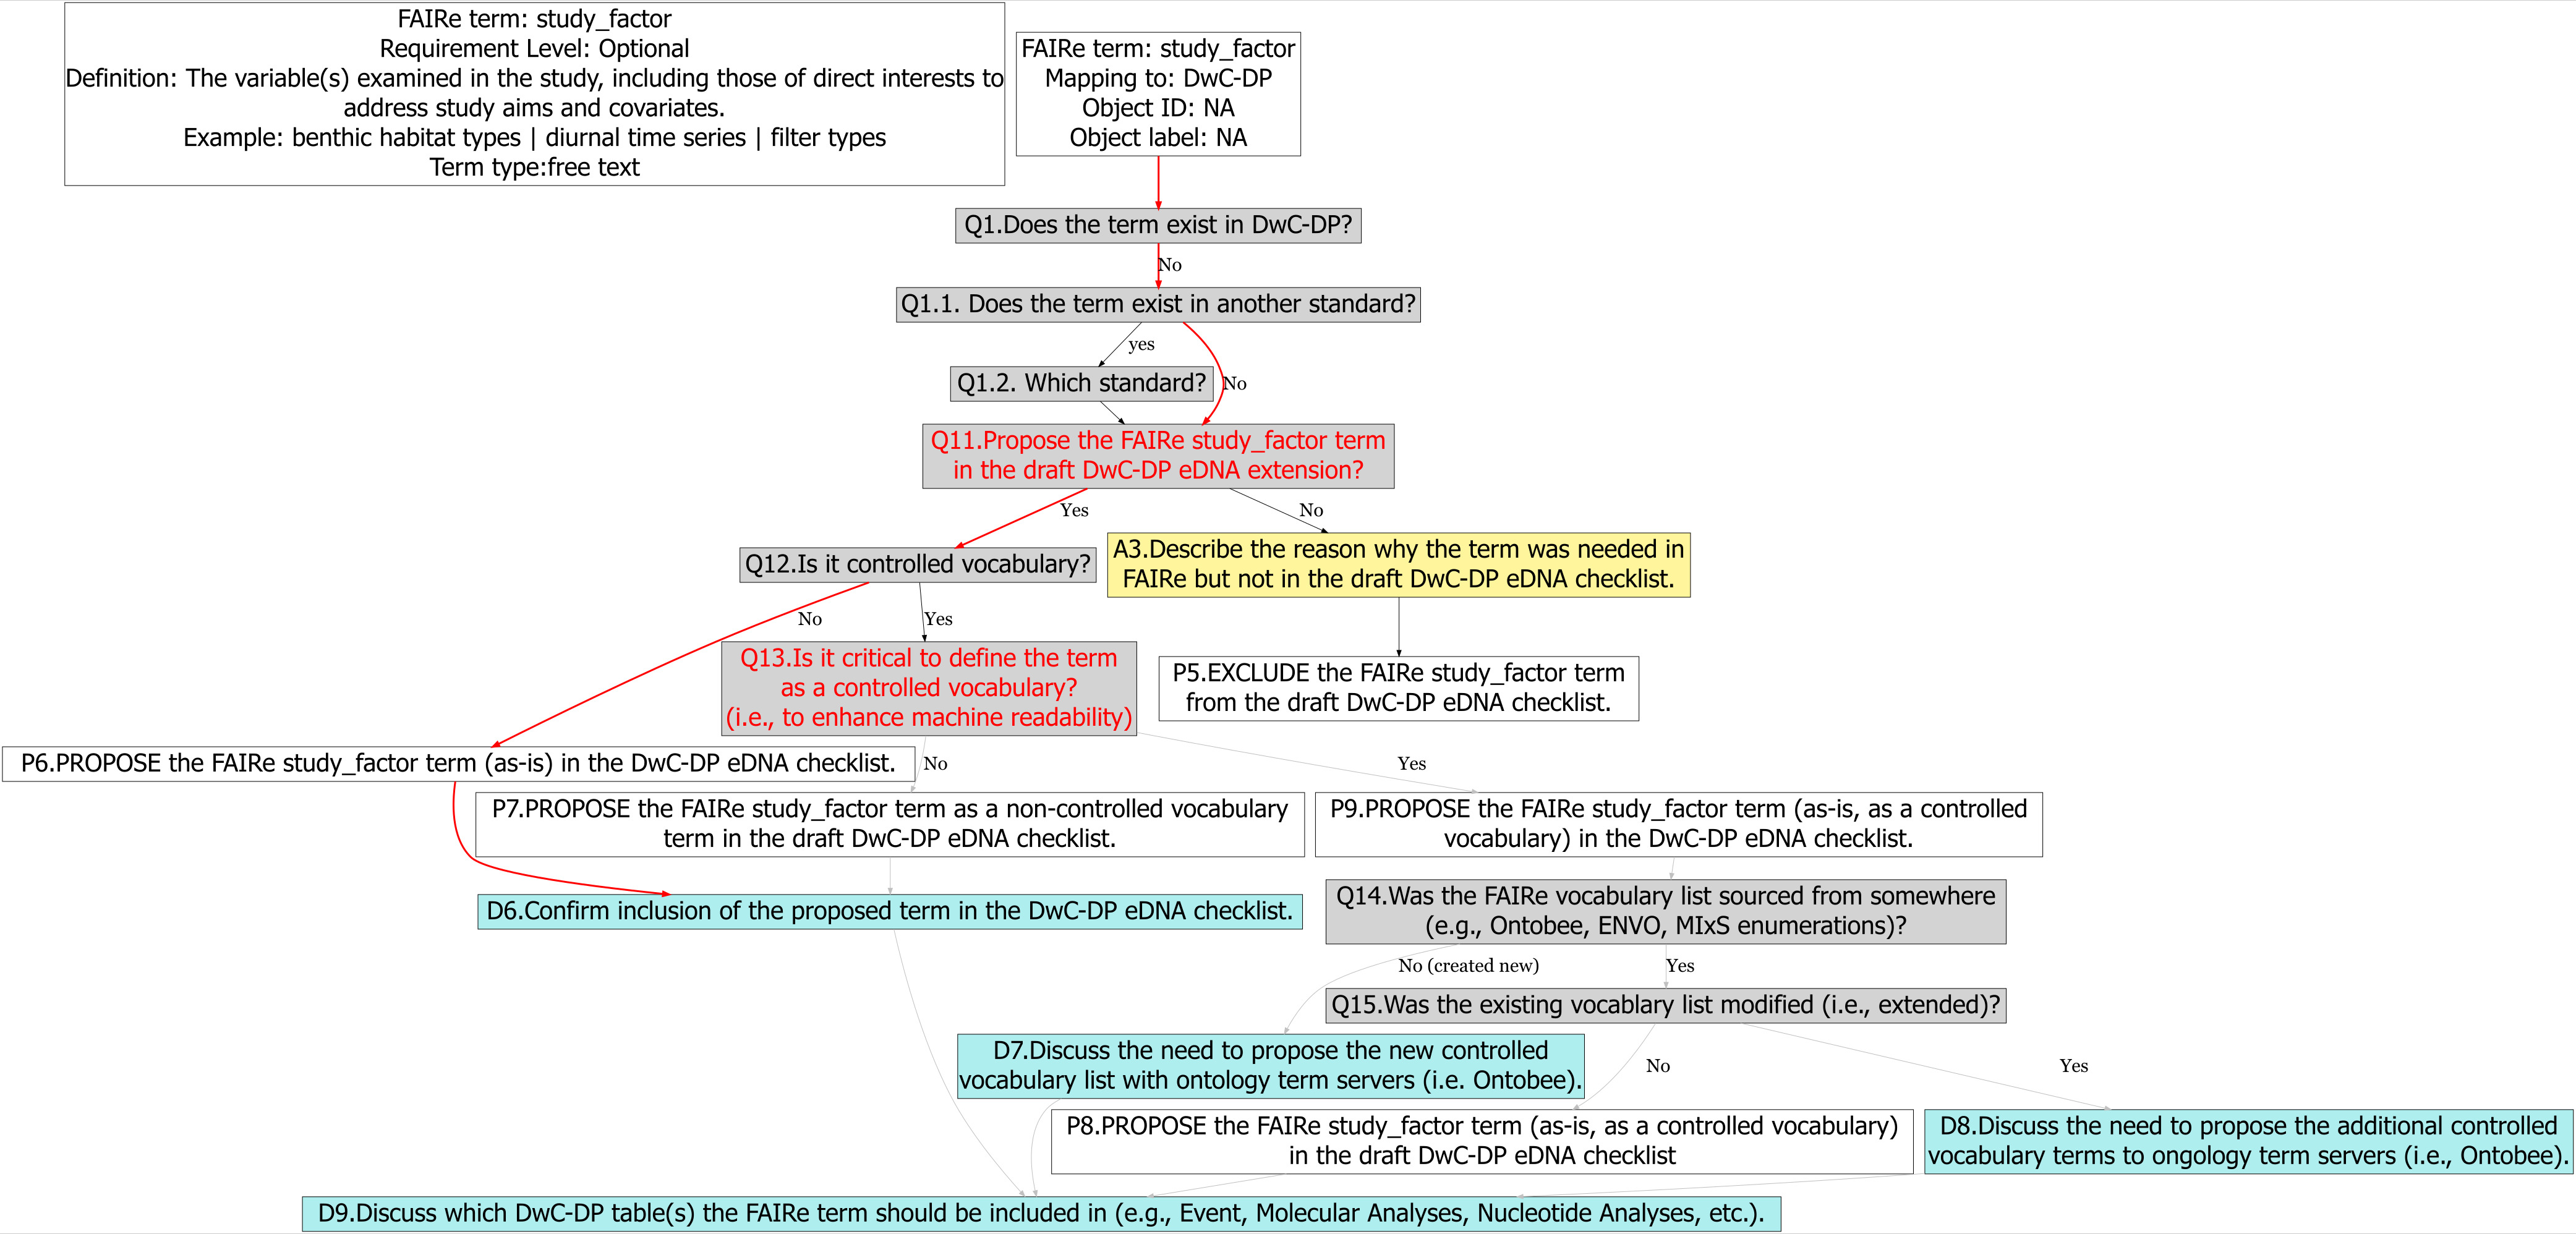 FAIRe term: study_factor
Requirement Level: Optional
Definition: The variable(s) examined in the study, including those of direct interests to
address study aims and covariates.
Example: benthic habitat types | diurnal time series | filter types
Term type:free text
FAIRe term: study_factor
Mapping to: DwC-DP
Object ID: NA
Object label: NA
Q1.Does the term exist in DwC-DP?
No
Q1.1. Does the term exist in another standard?
yes
Q1.2. Which standard?
No
Q11.Propose the FAIRe study_factor term
in the draft DwC-DP eDNA extension?
Yes
No
Q12.Is it controlled vocabulary?
A3.Describe the reason why the term was needed in
FAIRe but not in the draft DwC-DP eDNA checklist.
No
Yes
Q13.Is it critical to define the term
as a controlled vocabulary?
(i.e., to enhance machine readability)
P5.EXCLUDE the FAIRe study_factor term
from the draft DwC-DP eDNA checklist.
P6.PROPOSE the FAIRe study_factor term (as-is) in the DwC-DP eDNA checklist.
No
Yes
P7.PROPOSE the FAIRe study_factor term as a non-controlled vocabulary
term in the draft DwC-DP eDNA checklist.
P9.PROPOSE the FAIRe study_factor term (as-is, as a controlled
vocabulary) in the DwC-DP eDNA checklist.
D6.Confirm inclusion of the proposed term in the DwC-DP eDNA checklist.
Q14.Was the FAIRe vocabulary list sourced from somewhere
(e.g., Ontobee, ENVO, MIxS enumerations)?
No (created new)
Yes
Q15.Was the existing vocablary list modified (i.e., extended)?
D7.Discuss the need to propose the new controlled
vocabulary list with ontology term servers (i.e. Ontobee).
No
Yes
P8.PROPOSE the FAIRe study_factor term (as-is, as a controlled vocabulary)
in the draft DwC-DP eDNA checklist
D8.Discuss the need to propose the additional controlled
vocabulary terms to ongology term servers (i.e., Ontobee).
D9.Discuss which DwC-DP table(s) the FAIRe term should be included in (e.g., Event, Molecular Analyses, Nucleotide Analyses, etc.).